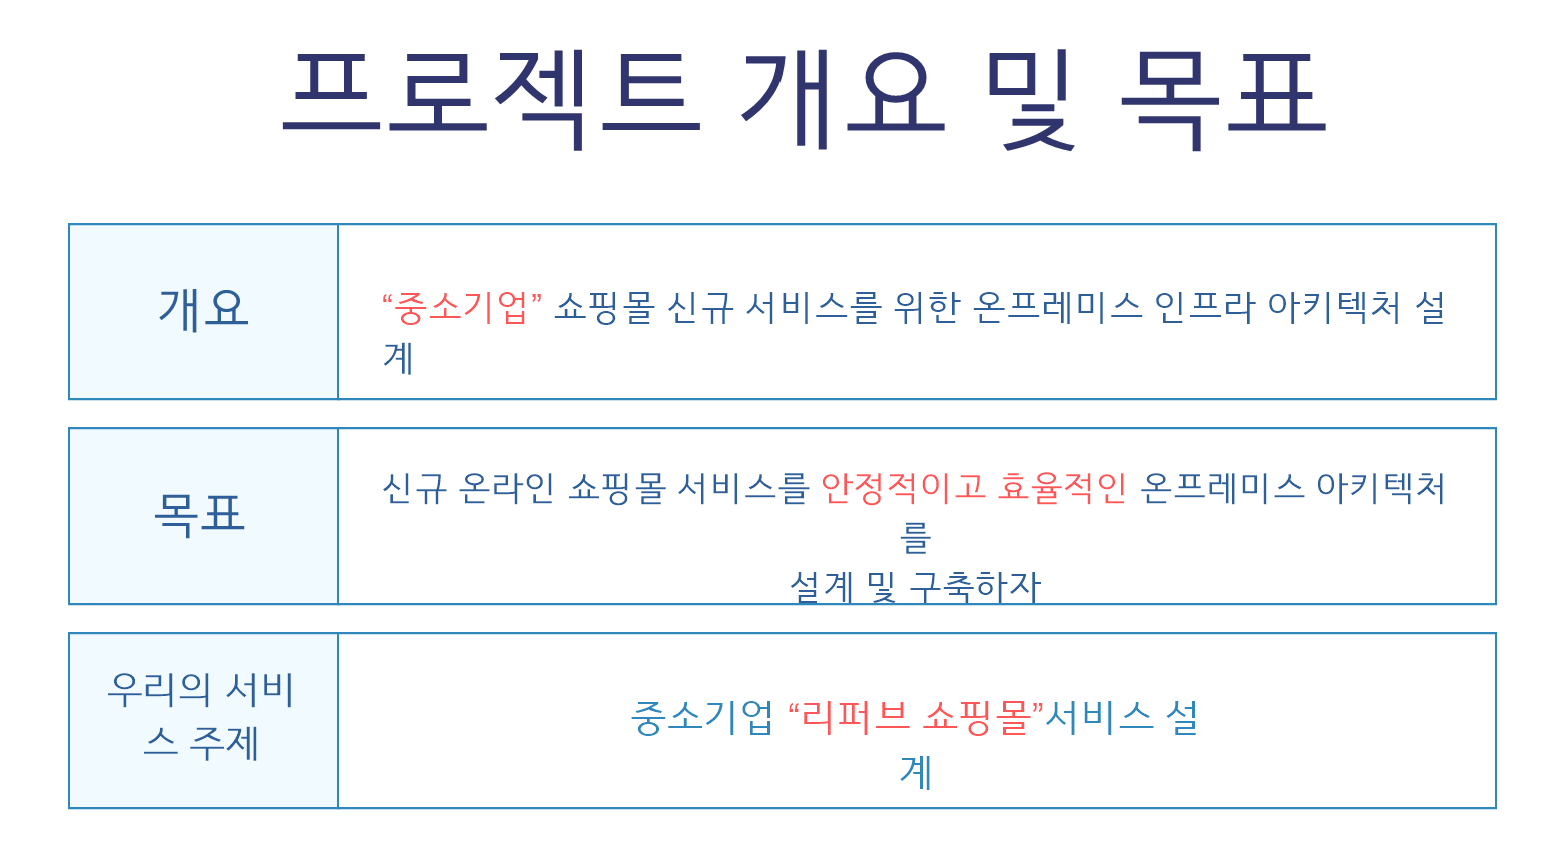 프로젝트 개요 및 목표
개요
“중소기업” 쇼핑몰 신규 서비스를 위한 온프레미스 인프라 아키텍처 설
계
목표
신규 온라인 쇼핑몰 서비스를 안정적이고 효율적인 온프레미스 아키텍처
를
설계 및 구축하자
우리의 서비
스 주제
중소기업 “리퍼브 쇼핑몰”서비스 설
계